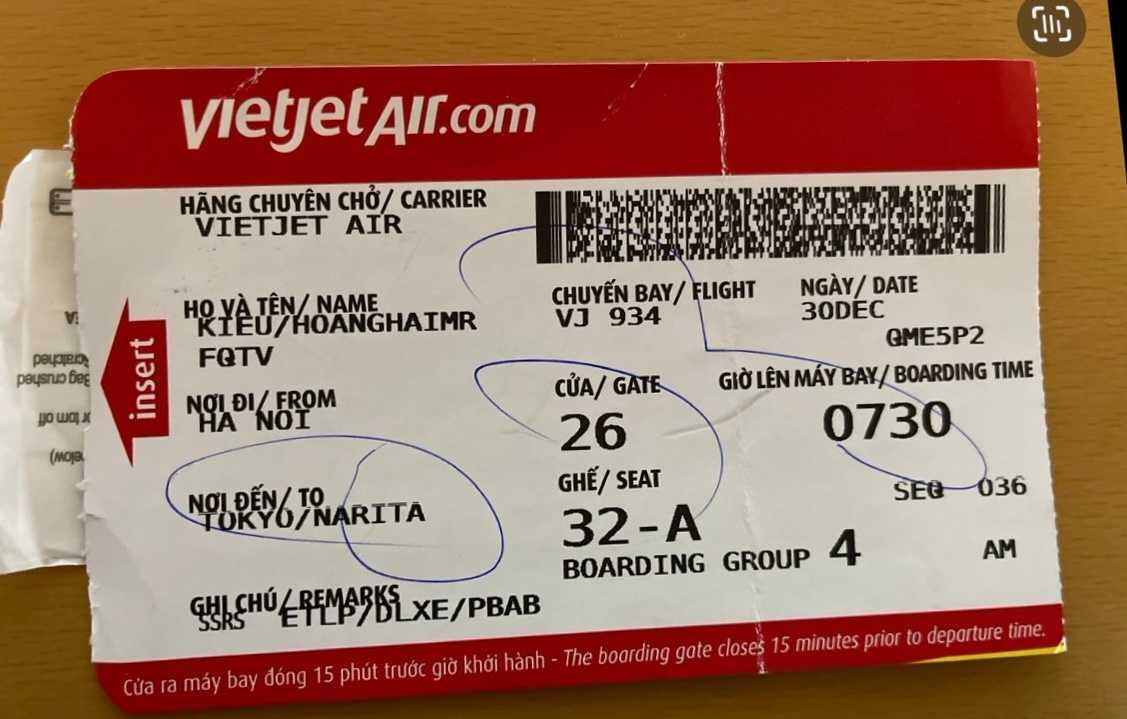 vietjetAir.com
HÃNG CHUYÊN CHỞ/ CARRIER
VIETJET AIR
HỌ VÀ TÊN/ NAME
KIEU/HOANGHAIMR
FQTV
NƠI ĐI/ FROM
HA NOI
NƠI ĐẾN/ TO
TOKYO/NARITA
GHI CHÚ/ REMARKS
SSRS ETLP/DLXE/PBAB
CHUYẾN BAY/ FLIGHT
VJ 934
NGÀY/ DATE
30DEC
QME5P2
CỬA/ GATE
26
GIỜ LÊN MÁY BAY/ BOARDING TIME
0730
GHẾ/ SEAT
32-A
SEQ 036
BOARDING GROUP 4
AM
insert
Cửa ra máy bay đóng 15 phút trước giờ khởi hành - The boarding gate closes 15 minutes prior to departure time.
Bag crushed